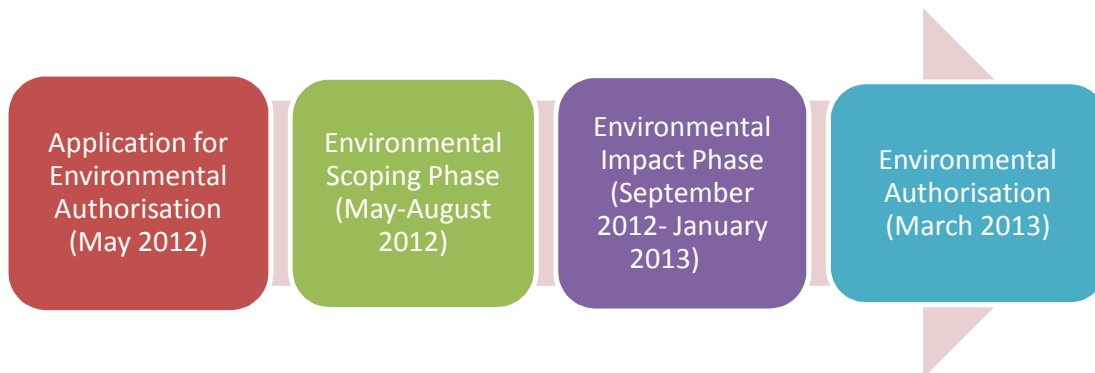 Application for
Environmental
Authorisation
(May 2012)
Environmental
Scoping Phase
(May-August
2012)
Environmental
Impact Phase
(September
2012- January
2013)
Environmental
Authorisation
(March 2013)